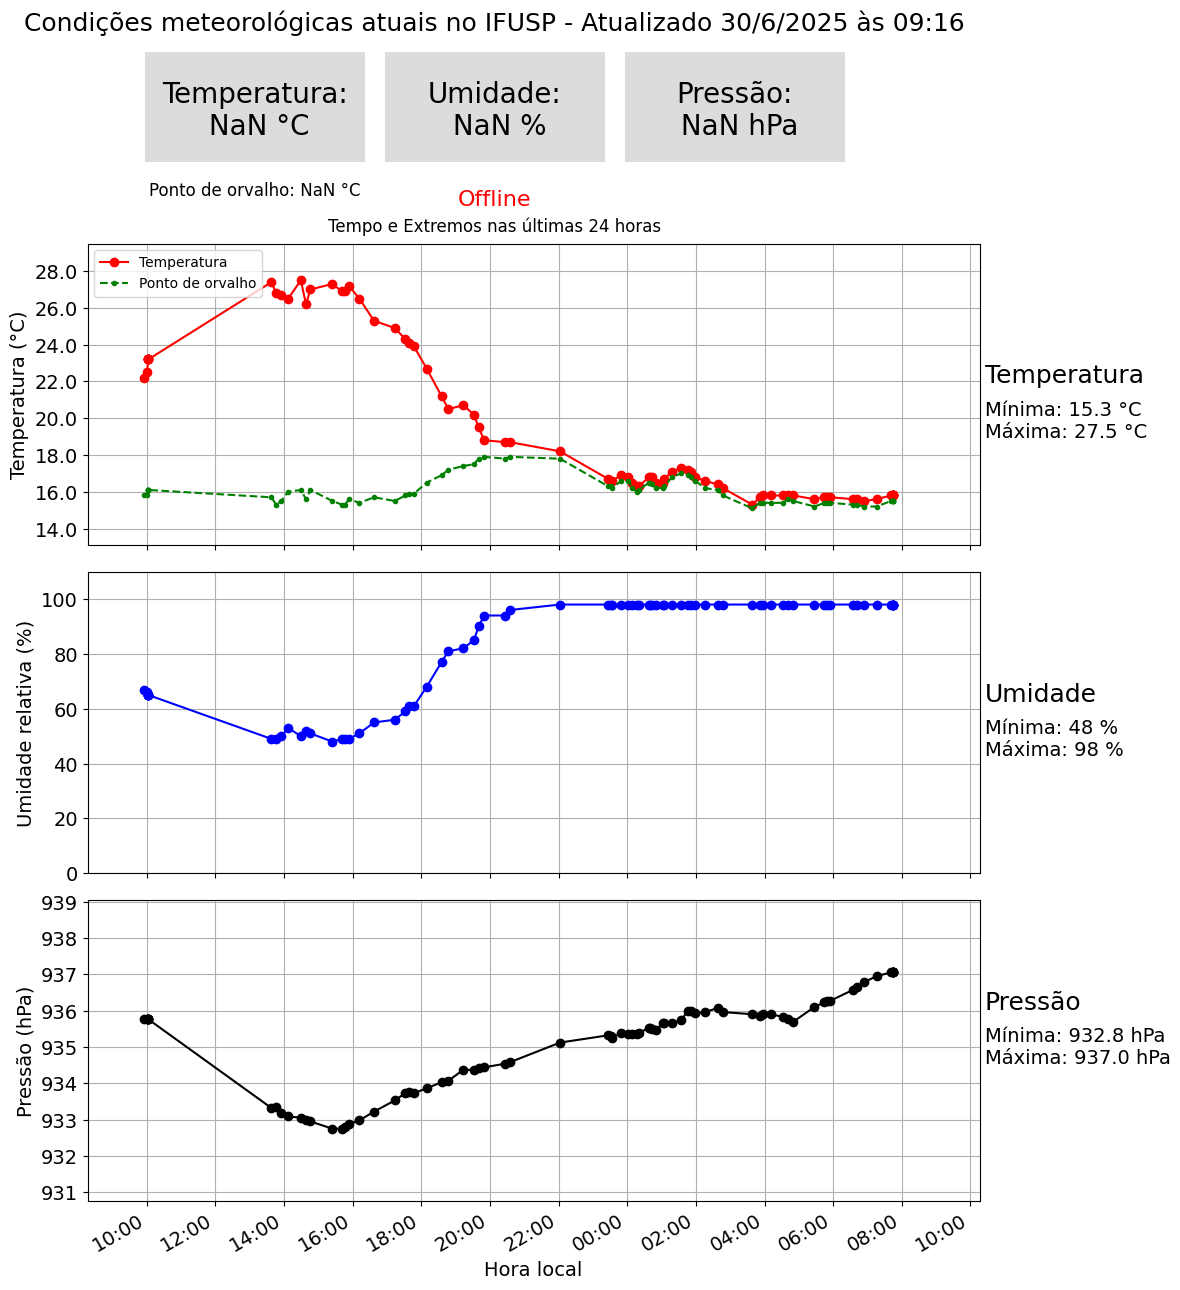 Condições meteorológicas atuais no IFUSP - Atualizado 30/6/2025 às 09:16
Temperatura:
NaN °C
Umidade:
NaN %
Pressão:
NaN hPa
Ponto de orvalho: NaN °C
Offline
Tempo e Extremos nas últimas 24 horas
Temperatura
Ponto de orvalho
Temperatura (°C)
28.0
26.0
24.0
22.0
20.0
18.0
16.0
14.0
Temperatura
Mínima: 15.3 °C
Máxima: 27.5 °C
Umidade relativa (%)
100
80
60
40
20
0
Umidade
Mínima: 48 %
Máxima: 98 %
Pressão (hPa)
939
938
937
936
935
934
933
932
931
Pressão
Mínima: 932.8 hPa
Máxima: 937.0 hPa
10:00 12:00 14:00 16:00 18:00 20:00 22:00 00:00 02:00 04:00 06:00 08:00 10:00
Hora local